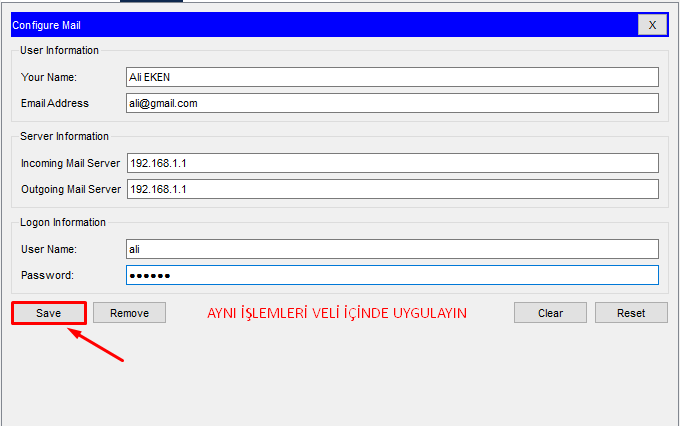 Configure Mail X
User Information
Your Name: Ali EKEN
Email Address ali@gmail.com
Server Information
Incoming Mail Server 192.168.1.1
Outgoing Mail Server 192.168.1.1
Logon Information
User Name: ali
Password: ●●●●●●
Save Remove AYNI İŞLEMLERİ VELİ İÇİNDE UYGULAYIN Clear Reset